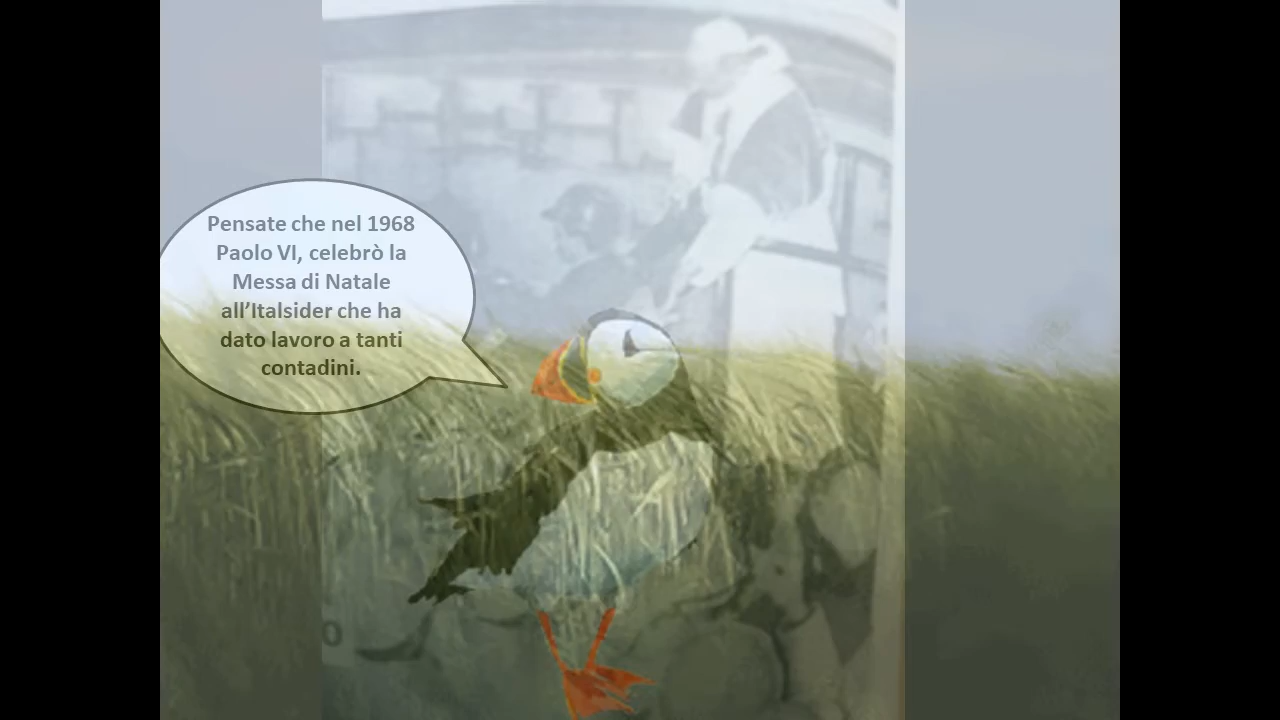 Pensate che nel 1968
Paolo VI, celebrò la
Messa di Natale
all’Italsider che ha
dato lavoro a tanti
contadini.